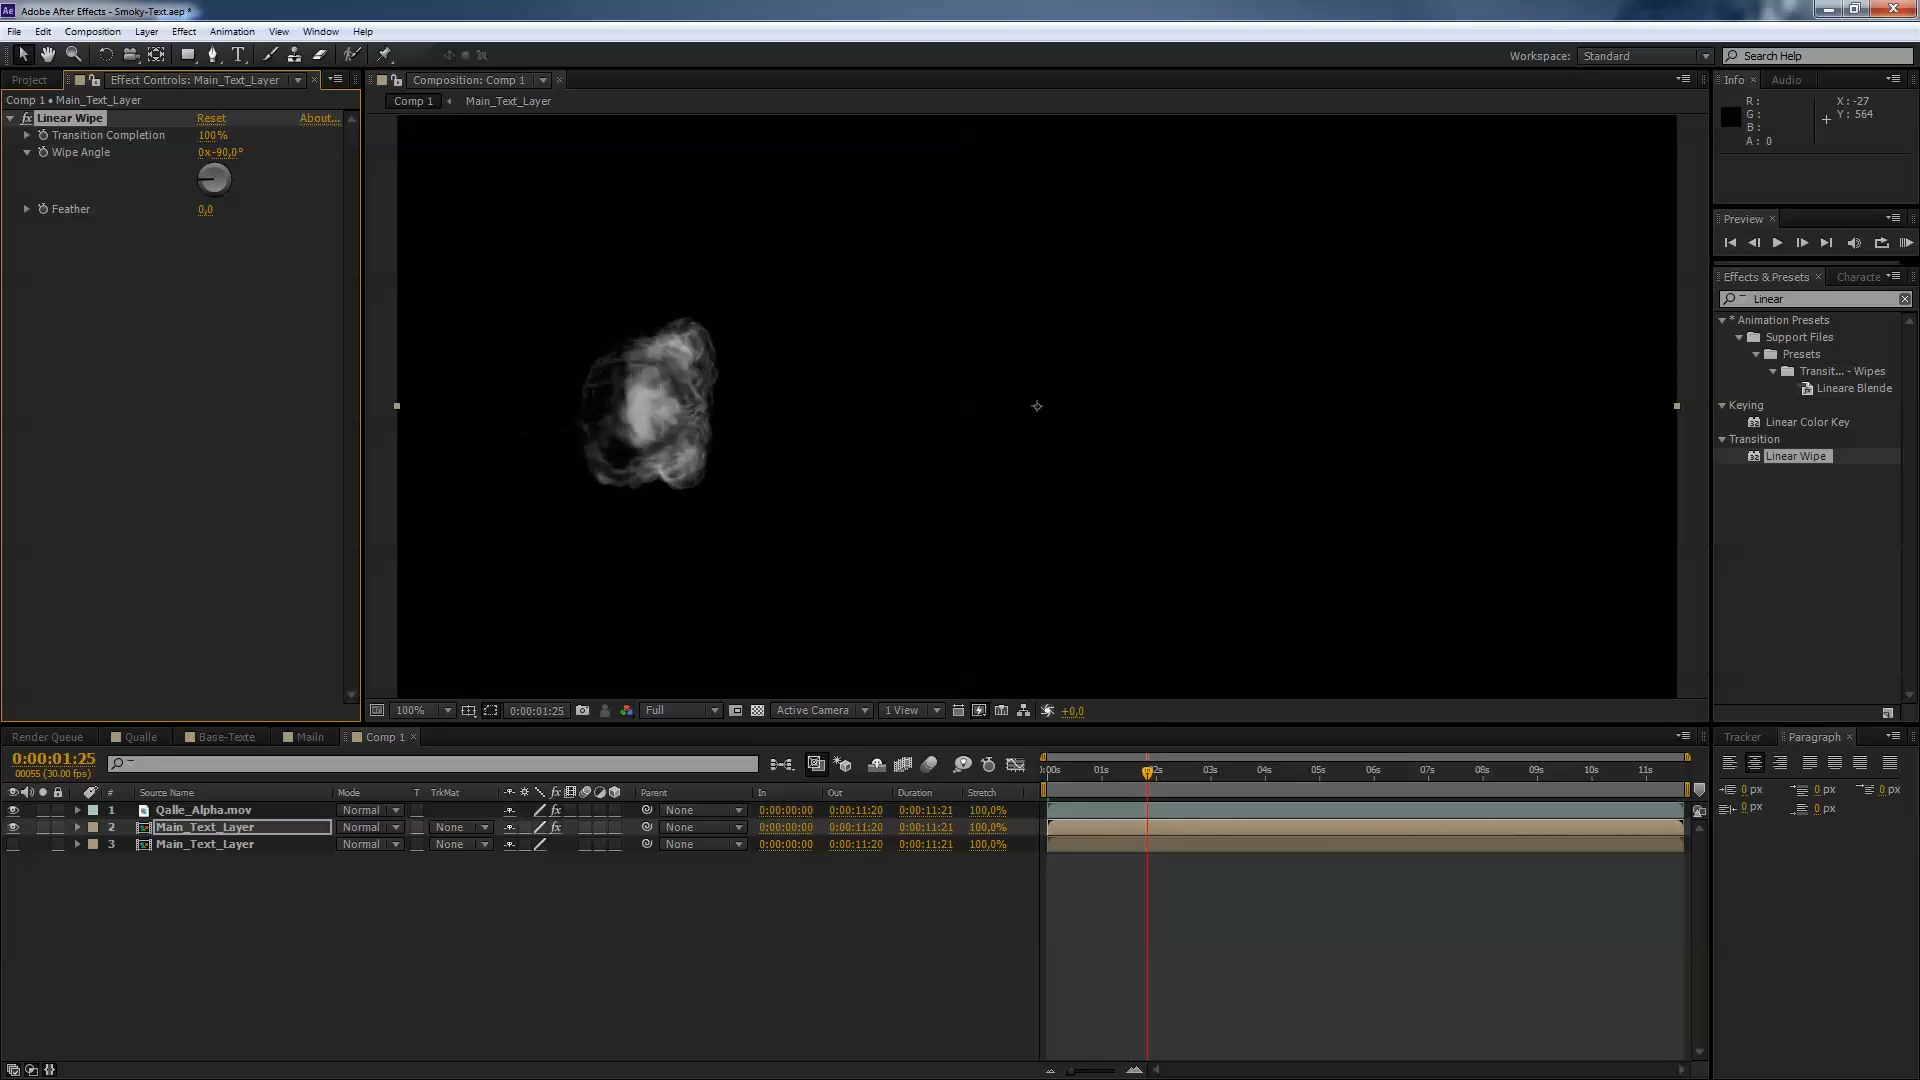 Adobe After Effects - Smoky-Text.aep *
File Edit Composition Layer Effect Animation View Window Help
Workspace: Standard Search Help
Project Effect Controls: Main_Text_Layer
Comp 1 • Main_Text_Layer
fx Linear Wipe Reset About...
Transition Completion 100%
Wipe Angle 0x-90,0°
Feather 0,0
Composition: Comp 1
Comp 1 Main_Text_Layer
100% 0:00:01:25 Full Active Camera 1 View +0,0
Info Audio
R: X: -27
G: Y: 564
B:
A: 0
Preview
Effects & Presets Characte
Linear
* Animation Presets
Support Files
Presets
Transit... - Wipes
Lineare Blende
Keying
Linear Color Key
Transition
Linear Wipe
Render Queue Qualle Base-Texte MaiIn Comp 1
0:00:01:25
00055 (30.00 fps)
# Source Name Mode T TrkMat Parent In Out Duration Stretch
1 Qalle_Alpha.mov Normal None 0:00:00:00 0:00:11:20 0:00:11:21 100,0%
2 Main_Text_Layer Normal None None 0:00:00:00 0:00:11:20 0:00:11:21 100,0%
3 Main_Text_Layer Normal None None 0:00:00:00 0:00:11:20 0:00:11:21 100,0%
:00s 01s 02s 03s 04s 05s 06s 07s 08s 09s 10s 11s
Tracker Paragraph
0 px 0 px 0 px
0 px 0 px